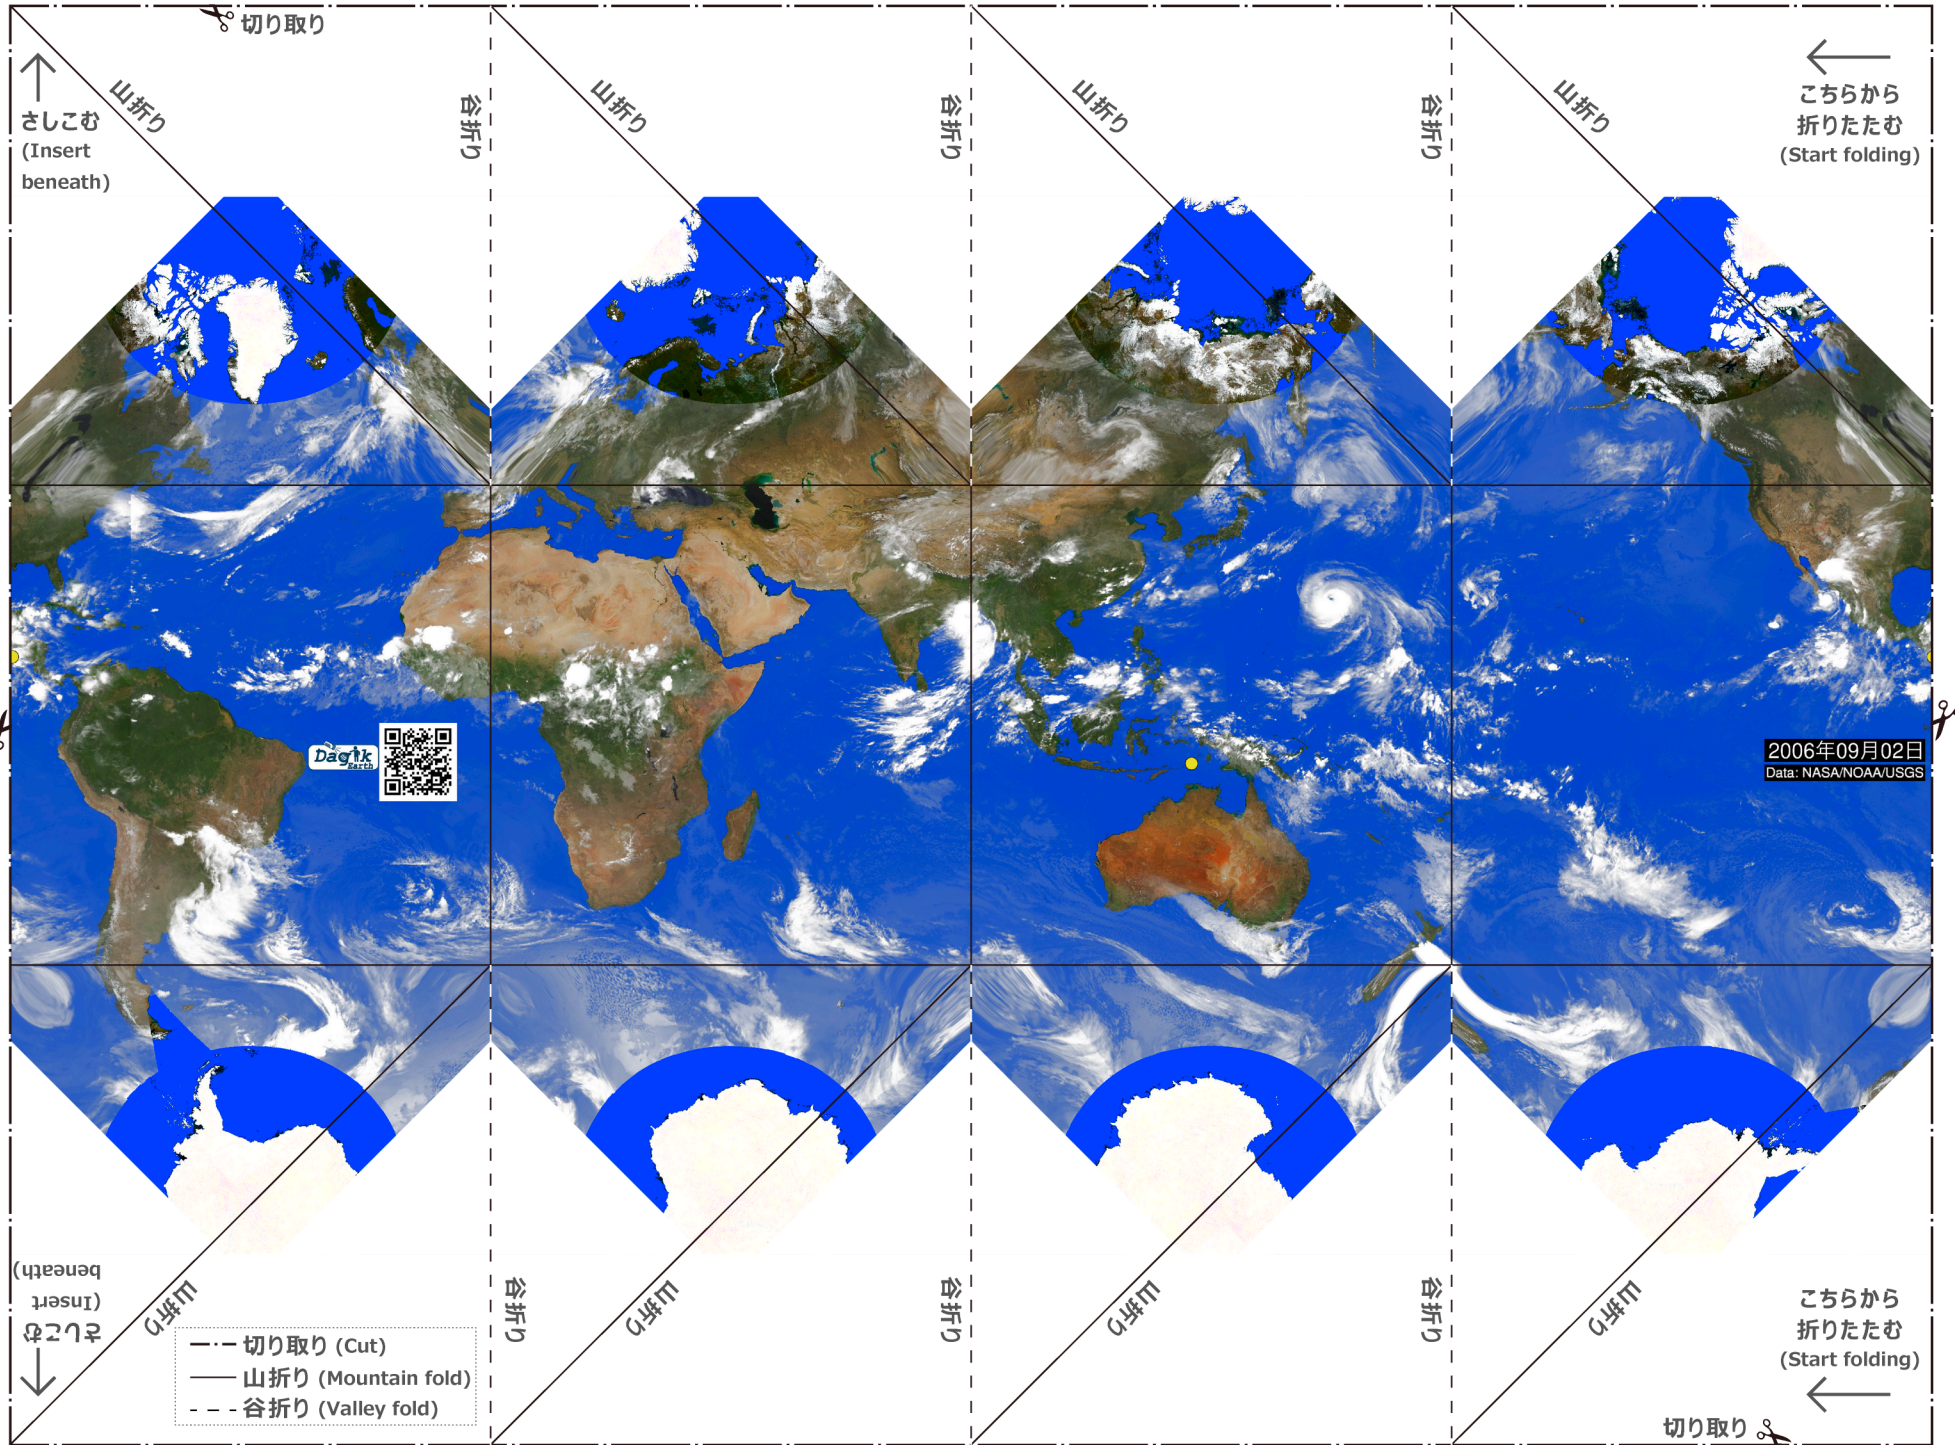 切り取り
さしこむ
(Insert
beneath)
山折り
谷折り
山折り
谷折り
山折り
谷折り
山折り
こちらから
折りたたむ
(Start folding)
Dagik
Earth
2006年09月02日
Data: NASA/NOAA/USGS
さしこむ
(Insert
beneath)
山折り
谷折り
山折り
谷折り
山折り
谷折り
山折り
こちらから
折りたたむ
(Start folding)
切り取り (Cut)
山折り (Mountain fold)
谷折り (Valley fold)
切り取り